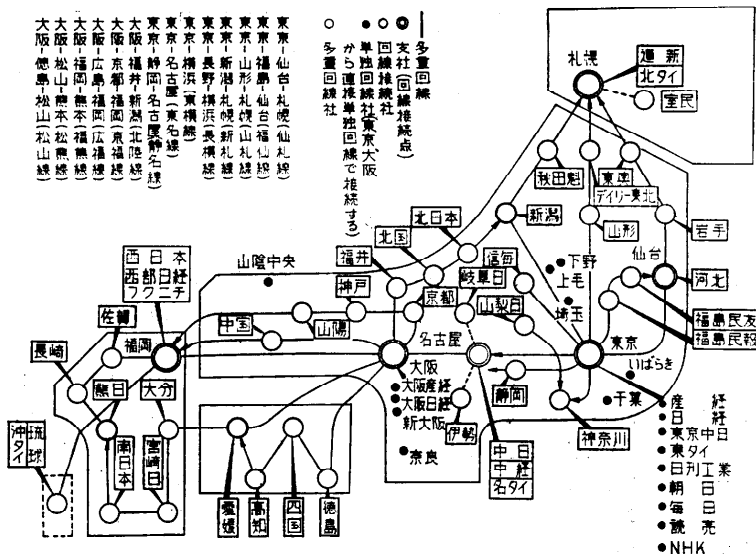 多重回線
支社（回線接続点）
回線接続社
単独回線社（東京、大阪
から直接単独回線で接続する）
多重回線社
東京－仙台－札幌（仙札線）
東京－福島－仙台（福仙線）
東京－山形－札幌（山札線）
東京－新潟－札幌（新札線）
東京－長野－横浜（長横線）
東京－横浜（東横線）
東京－名古屋（東名線）
東京－静岡－名古屋（静名線）
大阪－福井－新潟（北陸線）
大阪－京都－福岡（京福線）
大阪－広島－福岡（広福線）
大阪－福岡－熊本（福熊線）
大阪－松山－熊本（松熊線）
大阪－徳島－松山（松山線）
札幌
道新
北タイ
室民
秋田魁
東奥
デイリー東北
新潟
山形
岩手
北日本
仙台
河北
北国
福井
信毎
下野
上毛
岐阜日
山陰中央
神戸
京都
山梨日
埼玉
福島民友
福島民報
西日本
西部日経
フクニチ
佐賀
福岡
中国
山陽
名古屋
東京
長崎
大阪
いばらき
熊日
大分
大阪産経
大阪日経
新大阪
静岡
千葉
伊勢
神奈川
沖タイ
琉球
南日本
宮崎日
奈良
中日
中経
名タイ
愛媛
高知
四国
徳島
産経
日経
東京中日
東タイ
日刊工業
朝日
毎日
読売
NHK